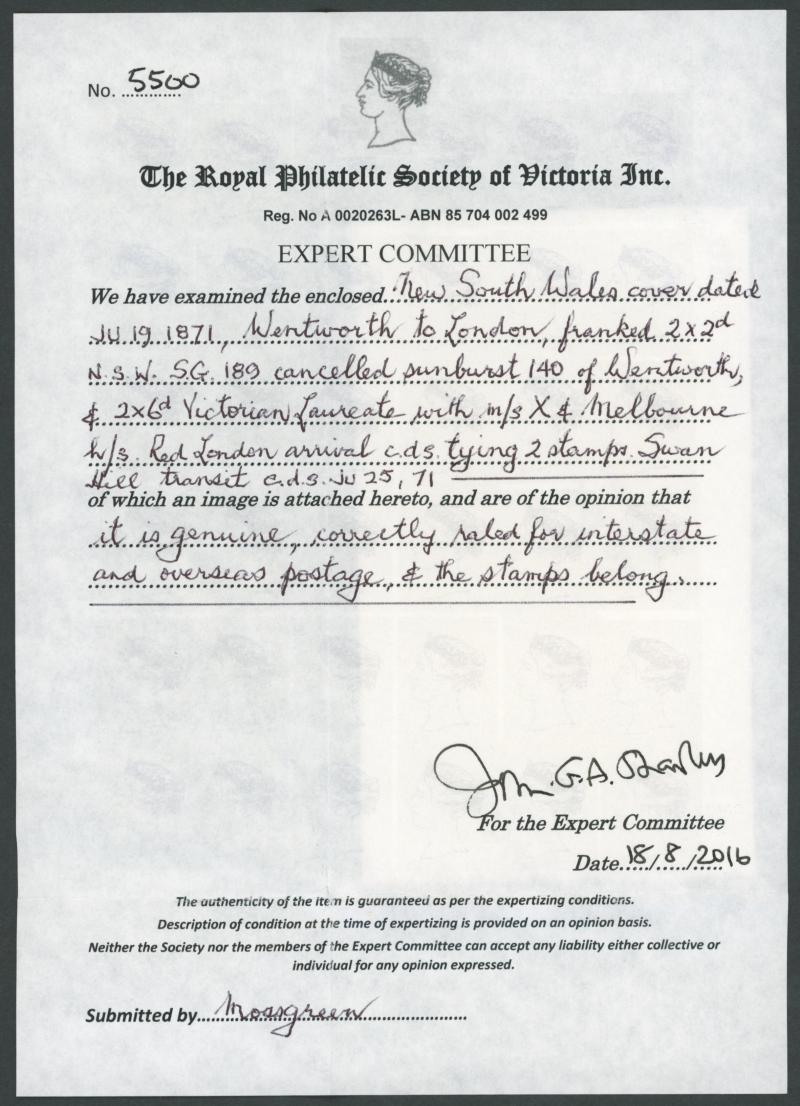 No. 5500
The Royal Philatelic Society of Victoria Inc.
Reg. No A 0020263L- ABN 85 704 002 499
EXPERT COMMITTEE
We have examined the enclosed New South Wales cover dated
JU 19 1871, Wentworth to London, franked 2x2d
N.S.W. SG. 189 cancelled sunburst 140 of Wentworth,
& 2x6d Victorian Laureate with m/s X & Melbourne
h/s. Red London arrival c.d.s. tying 2 stamps. Swan
Hill transit c.d.s. Ju 25, 71
of which an image is attached hereto, and are of the opinion that
it is genuine, correctly rated for interstate
and overseas postage, & the stamps belong.
John G.A.
For the Expert Committee
Date 18/8/2016
The authenticity of the item is guaranteed as per the expertizing conditions.
Description of condition at the time of expertizing is provided on an opinion basis.
Neither the Society nor the members of the Expert Committee can accept any liability either collective or
individual for any opinion expressed.
Submitted by Mossgreen